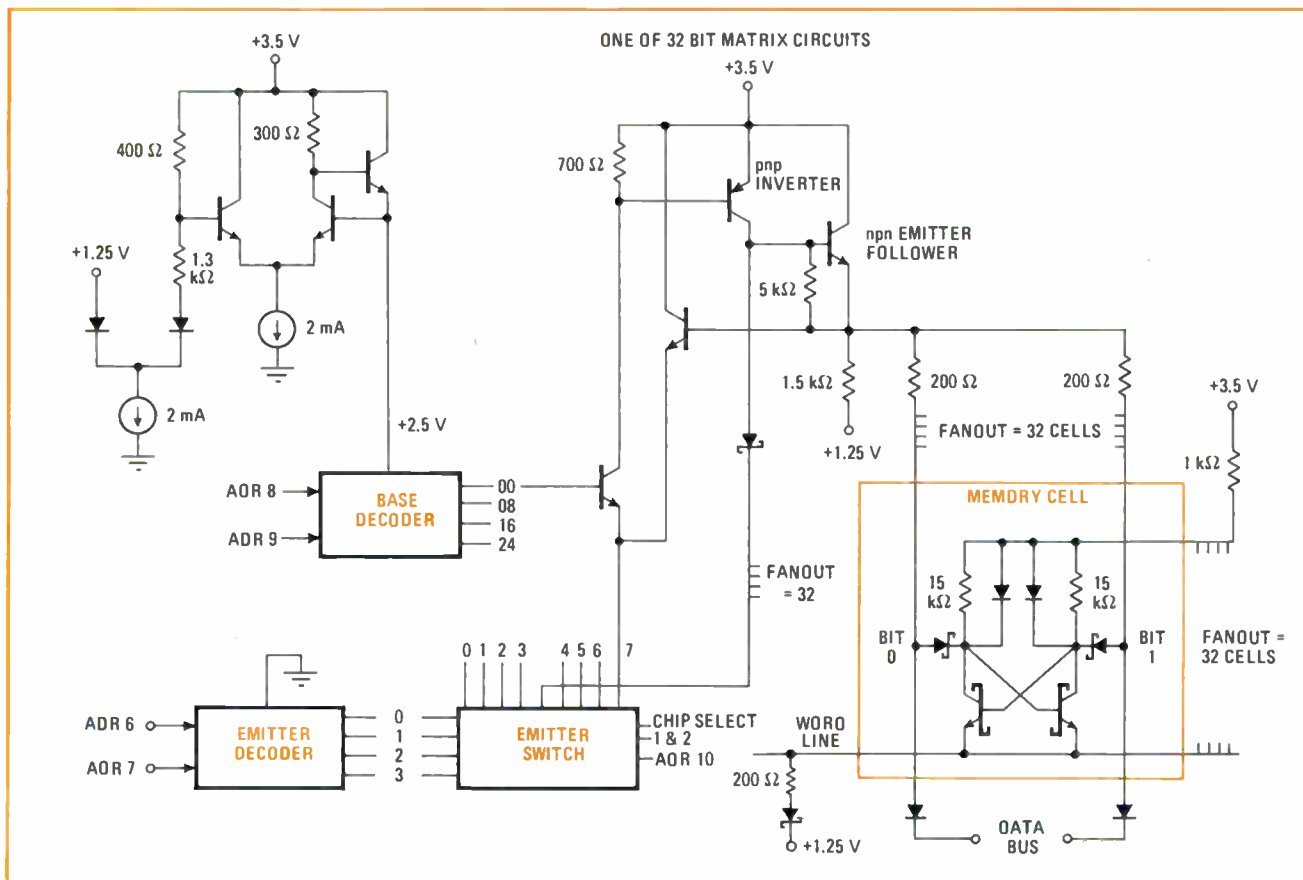 ONE OF 32 BIT MATRIX CIRCUITS
+3.5 V
+3.5 V
400 Ω
300 Ω
700 Ω
pnp
INVERTER
npn EMITTER
FOLLOWER
+1.25 V
1.3
kΩ
5 kΩ
2 mA
2 mA
1.5 kΩ
200 Ω
200 Ω
+3.5 V
+2.5 V
+1.25 V
FANOUT = 32 CELLS
1 kΩ
AOR 8
ADR 9
BASE
DECODER
00
08
16
24
MEMDRY CELL
FANOUT
= 32
15
kΩ
15
kΩ
BIT
0
BIT
1
FANOUT =
32 CELLS
0 1 2 3 4 5 6 7
ADR 6
AOR 7
EMITTER
DECODER
0
1
2
3
EMITTER
SWITCH
CHIP SELECT
1 & 2
AOR 10
WORO
LINE
200 Ω
+1.25 V
OATA
BUS